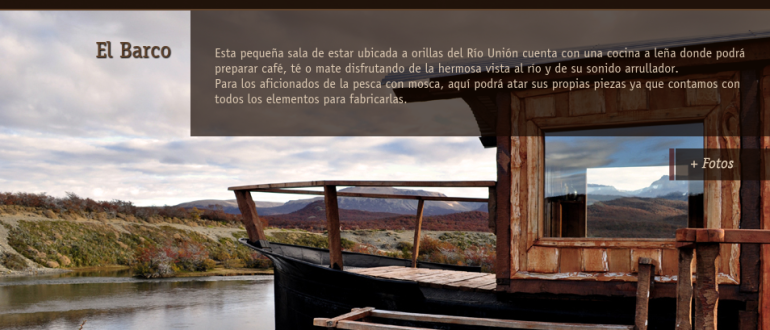 El Barco
Esta pequeña sala de estar ubicada a orillas del Río Unión cuenta con una cocina a leña donde podrá
preparar café, té o mate disfrutando de la hermosa vista al río y de su sonido arrullador.
Para los aficionados de la pesca con mosca, aquí podrá atar sus propias piezas ya que contamos con
todos los elementos para fabricarlas.
+ Fotos